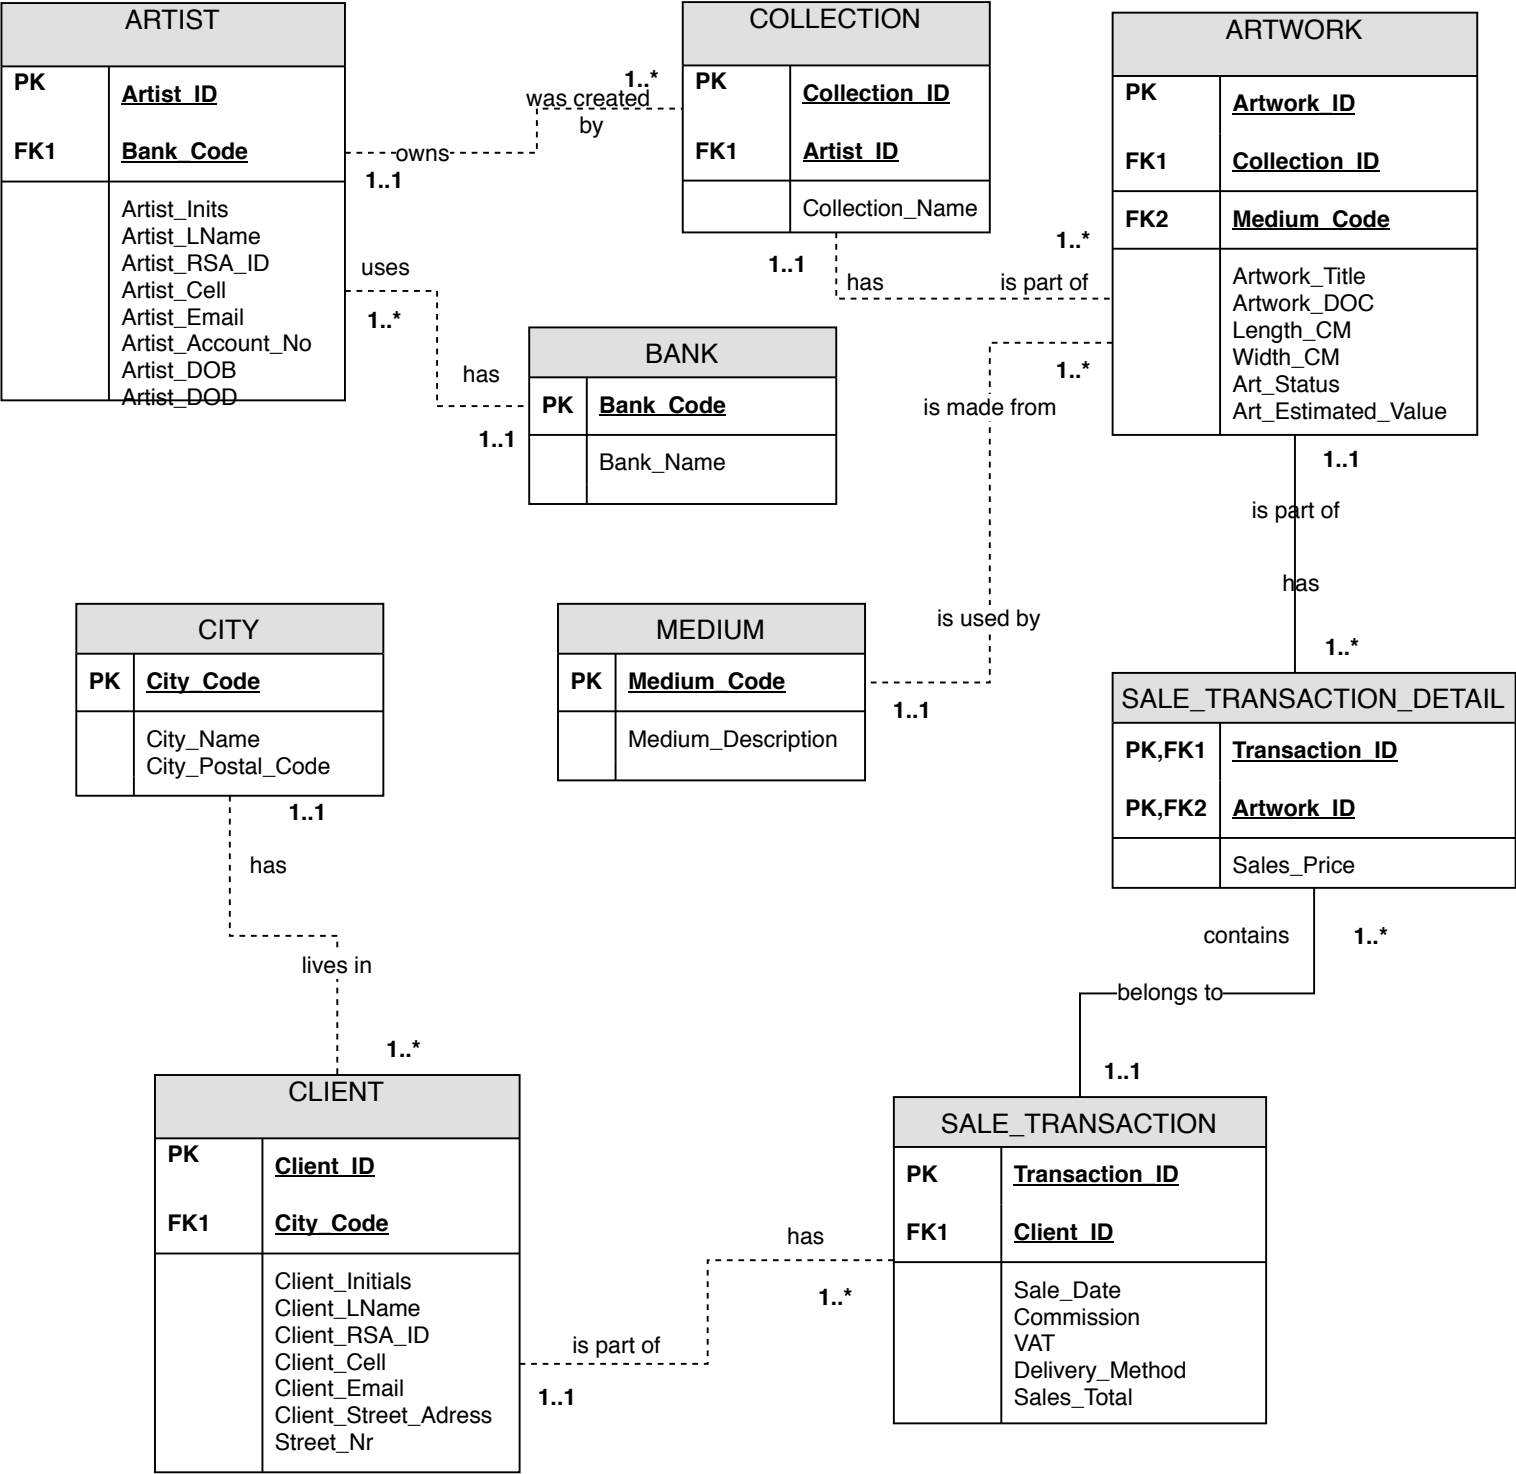 ARTIST
PK Artist_ID
FK1 Bank_Code
Artist_Inits
Artist_LName
Artist_RSA_ID
Artist_Cell
Artist_Email
Artist_Account_No
Artist_DOB
Artist_DOD
owns
1..1
was created
by
1..*
COLLECTION
PK Collection_ID
FK1 Artist_ID
Collection_Name
1..1
has
is part of
1..*
ARTWORK
PK Artwork_ID
FK1 Collection_ID
FK2 Medium_Code
Artwork_Title
Artwork_DOC
Length_CM
Width_CM
Art_Status
Art_Estimated_Value
uses
1..*
has
1..1
BANK
PK Bank_Code
Bank_Name
1..*
is made from
is used by
1..1
1..1
is part of
has
1..*
CITY
PK City_Code
City_Name
City_Postal_Code
1..1
has
lives in
1..*
MEDIUM
PK Medium_Code
Medium_Description
SALE_TRANSACTION_DETAIL
PK,FK1 Transaction_ID
PK,FK2 Artwork_ID
Sales_Price
contains
1..*
belongs to
1..1
CLIENT
PK Client_ID
FK1 City_Code
Client_Initials
Client_LName
Client_RSA_ID
Client_Cell
Client_Email
Client_Street_Adress
Street_Nr
is part of
1..1
has
1..*
SALE_TRANSACTION
PK Transaction_ID
FK1 Client_ID
Sale_Date
Commission
VAT
Delivery_Method
Sales_Total